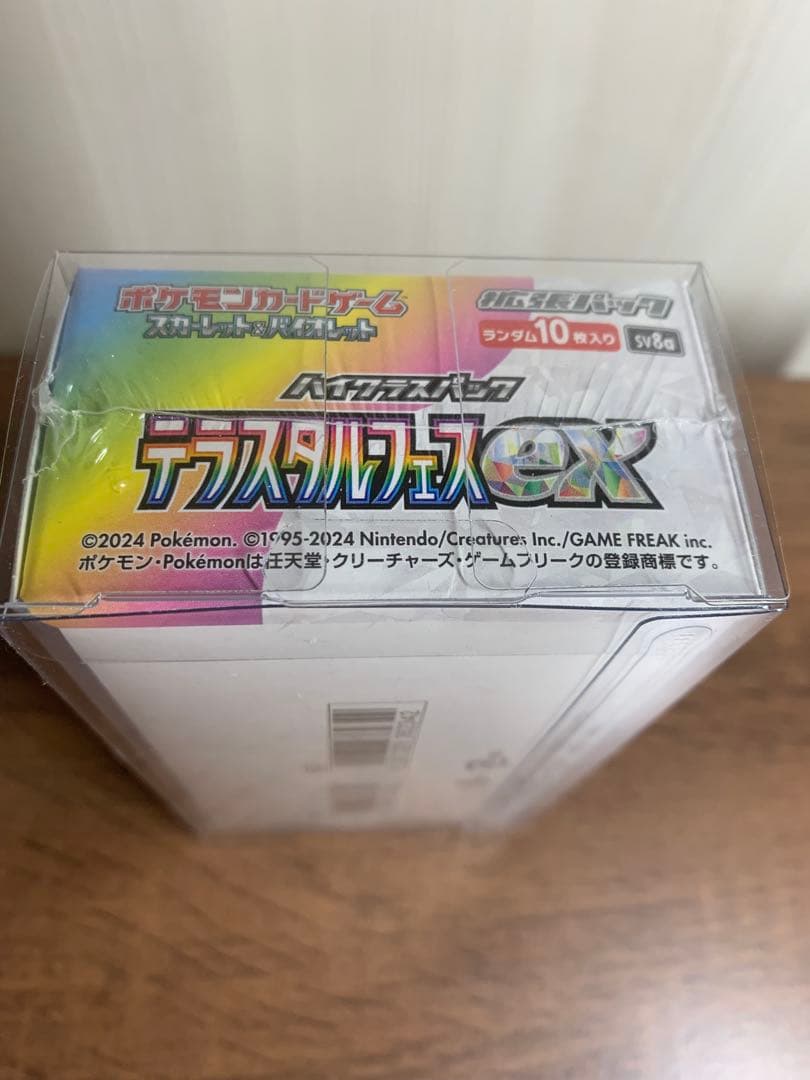 ポケモンカードゲーム
スカーレット&バイオレット
拡張パック
ランダム10枚入り
SV8a
ハイクラスパック
テラスタルフェスex
©2024 Pokémon. ©1995-2024 Nintendo/Creatures Inc./GAME FREAK inc.
ポケモン・Pokémonは任天堂・クリーチャーズ・ゲームフリークの登録商標です。